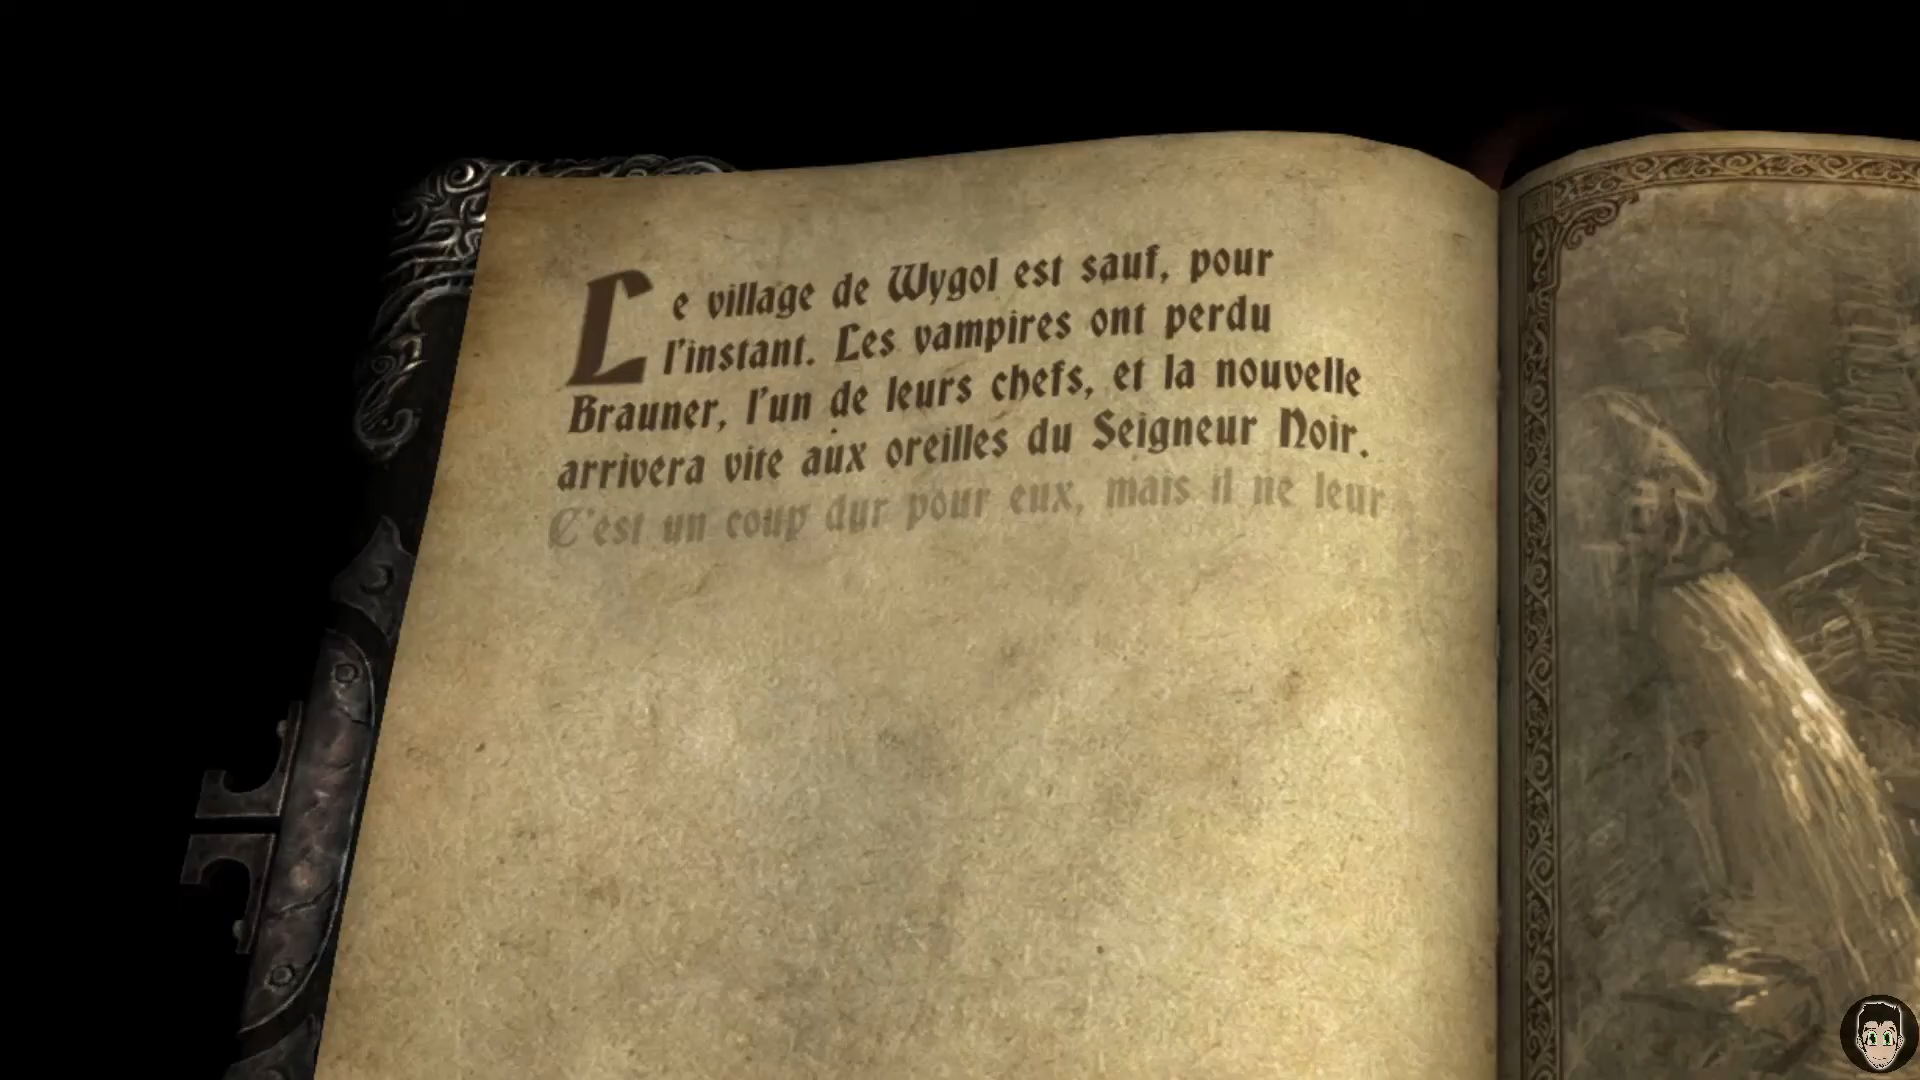 Le village de Wygol est sauf, pour
l'instant. Les vampires ont perdu
Brauner, l'un de leurs chefs, et la nouvelle
arrivera vite aux oreilles du Seigneur Noir.
C'est un coup dur pour eux, mais il ne leur